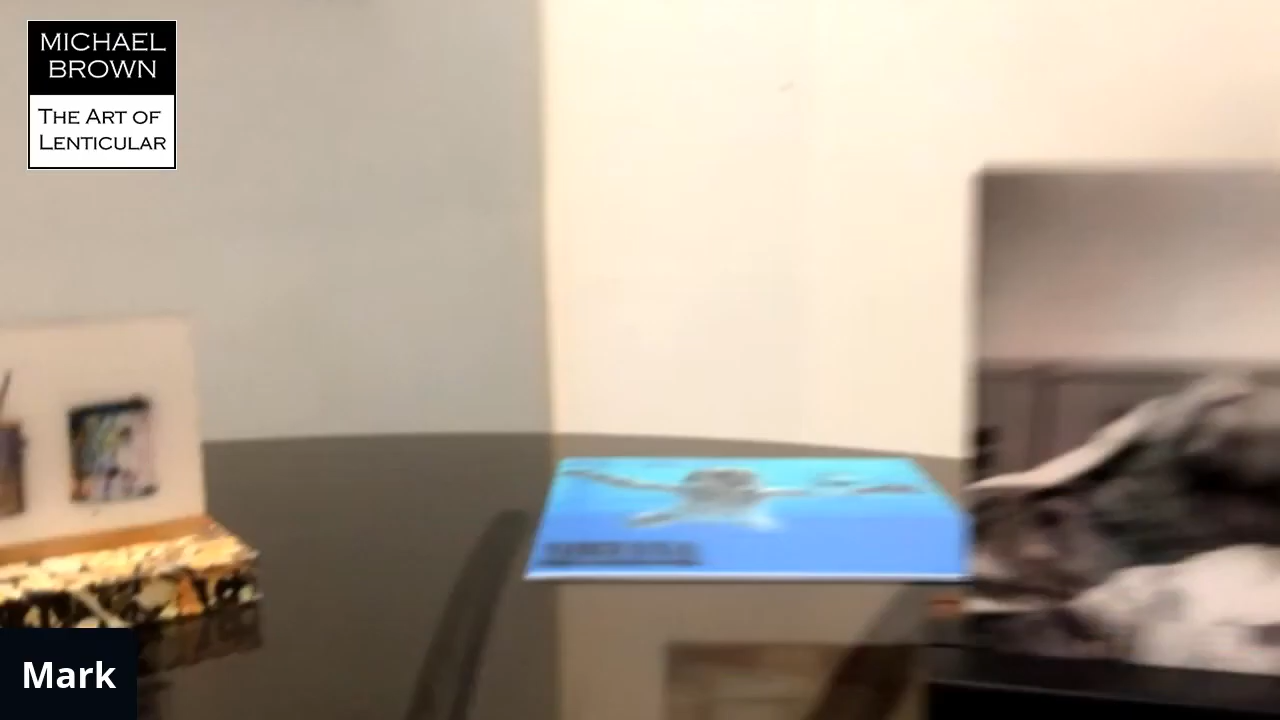 MICHAEL
BROWN
THE ART OF
LENTICULAR
Mark